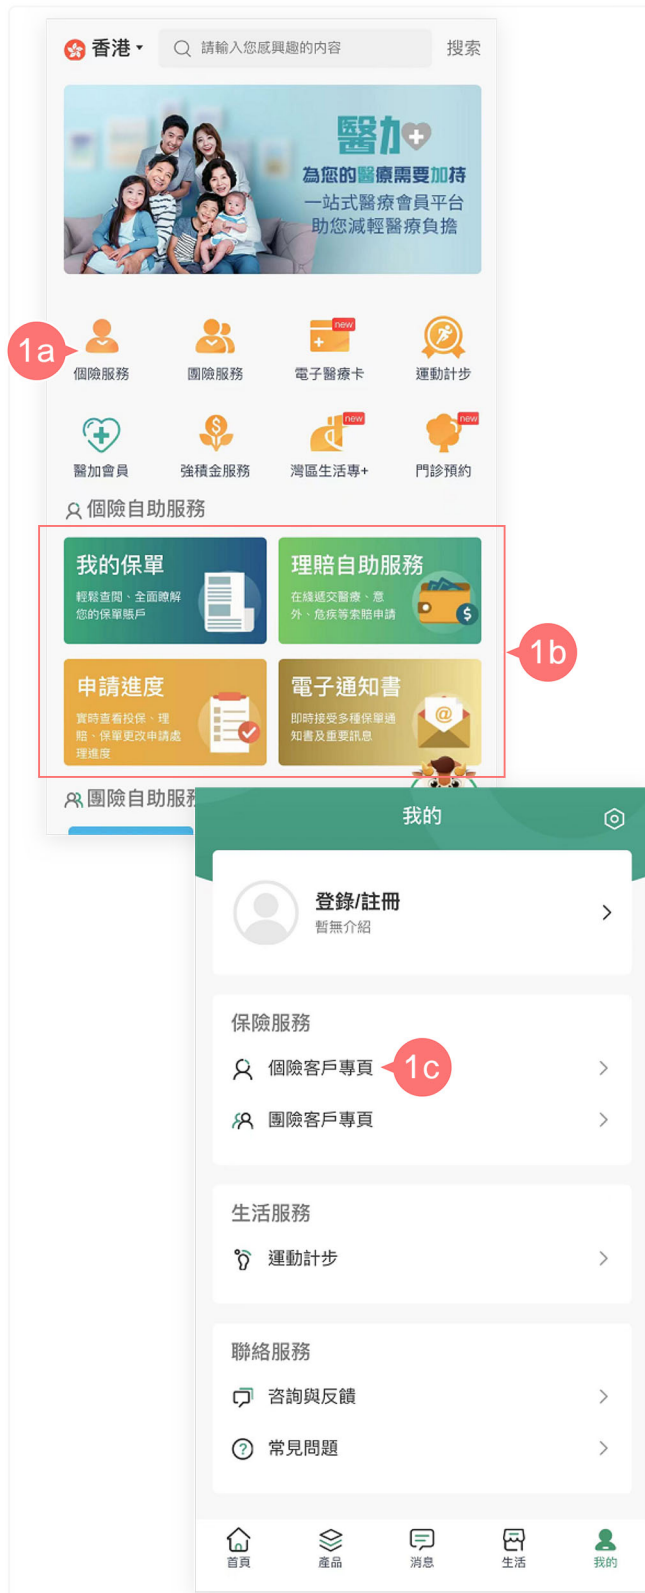 香港
請輸入您感興趣的內容
搜索
醫加
為您的醫療需要加持
一站式醫療會員平台
助您減輕醫療負擔
1a
個險服務
團險服務
new
電子醫療卡
運動計步
醫加會員
強積金服務
new
灣區生活專+
new
門診預約
個險自助服務
我的保單
輕鬆查閱、全面瞭解
您的保單賬戶
理賠自助服務
在綫遞交醫療、意
外、危疾等索賠申請
1b
申請進度
實時查看投保、理
賠、保單更改申請處
理進度
電子通知書
即時接受多種保單通
知書及重要訊息
團險自助服務
我的
登錄/註冊
暫無介紹
保險服務
個險客戶專頁
1c
團險客戶專頁
生活服務
運動計步
聯絡服務
咨詢與反饋
常見問題
首頁
產品
消息
生活
我的